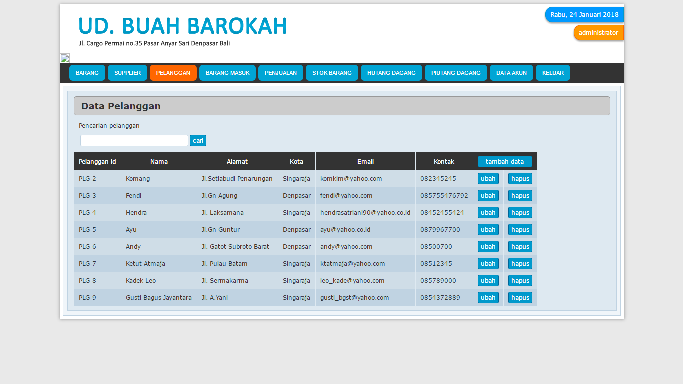 UD. BUAH BAROKAH
Jl. Cargo Permai no.35 Pasar Anyar Sari Denpasar Bali
Rabu, 24 Januari 2018
administrator
BARANG SUPPLIER PELANGGAN BARANG MASUK PENJUALAN STOK BARANG HUTANG DAGANG PIUTANG DAGANG DATA AKUN KELUAR
Data Pelanggan
Pencarian pelanggan
cari
Pelanggan Id Nama Alamat Kota Email Kontak tambah data
PLG 2 Komang Jl.Setiabudi Penarungan Singaraja komkim@yahoo.com 082345245 ubah hapus
PLG 3 Fendi Jl.Gn Agung Denpasar fendi@yahoo.com 085755476792 ubah hapus
PLG 4 Hendra Jl. Laksamana Singaraja hendrasatriani90@yahoo.co.id 08452455424 ubah hapus
PLG 5 Ayu Jl.Gn Guntur Denpasar ayu@yahoo.co.id 0879967700 ubah hapus
PLG 6 Andy Jl. Gatot Subroto Barat Denpasar andy@yahoo.com 08500700 ubah hapus
PLG 7 Ketut Atmaja Jl. Pulau Batam Singaraja ktatmaja@yahoo.com 08512345 ubah hapus
PLG 8 Kadek Leo Jl. Sermakarma Singaraja leo_kade@yahoo.com 085789000 ubah hapus
PLG 9 Gusti Bagus Jayantara Jl. A.Yani Singaraja gusti_bgst@yahoo.com 0854372889 ubah hapus